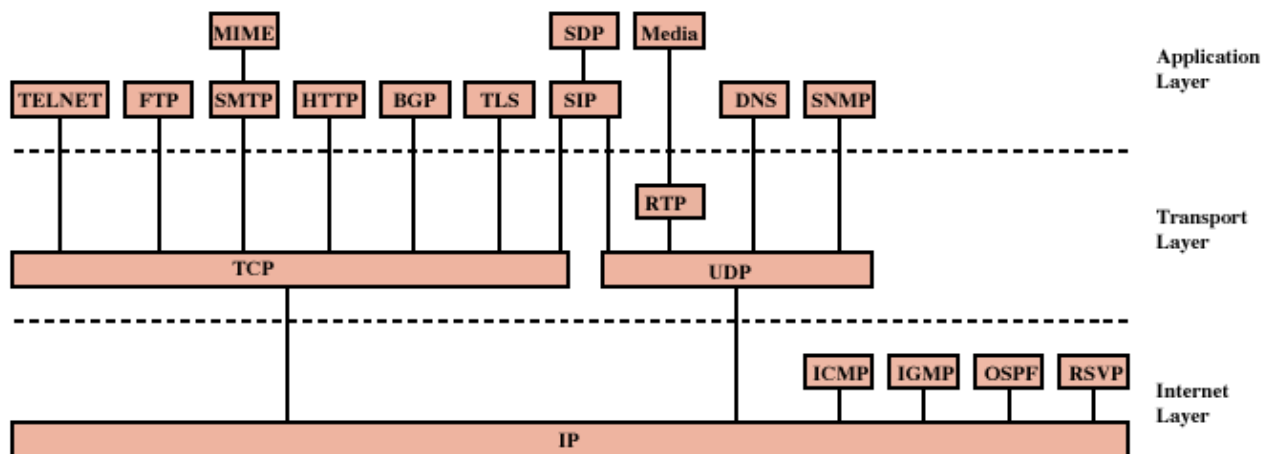 MIME
SDP
Media
Application
Layer
TELNET
FTP
SMTP
HTTP
BGP
TLS
SIP
DNS
SNMP
RTP
Transport
Layer
TCP
UDP
ICMP
IGMP
OSPF
RSVP
Internet
Layer
IP